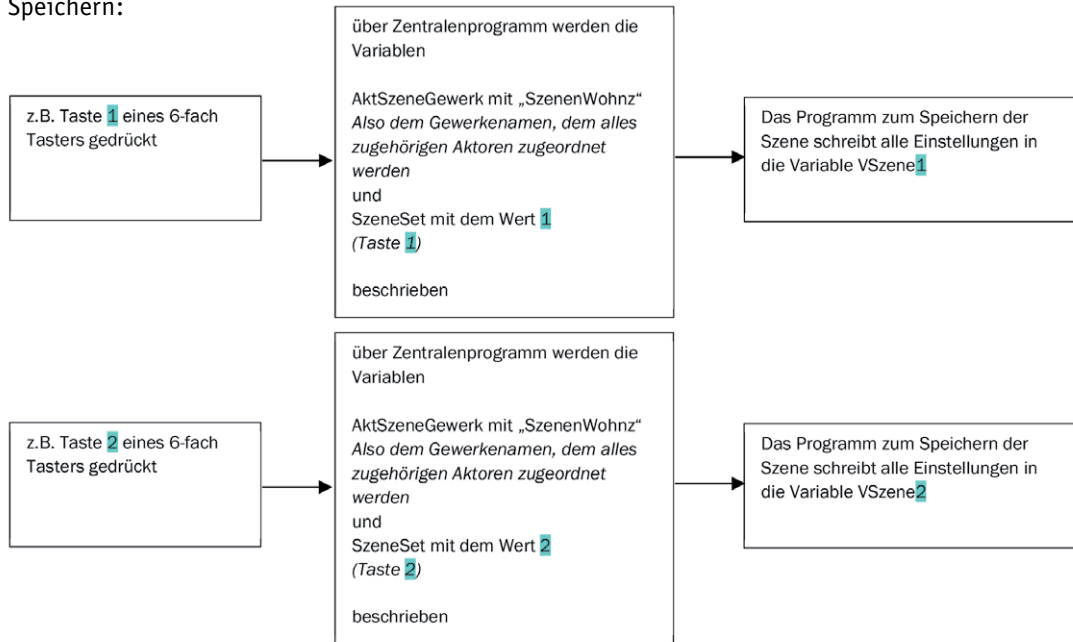 Speichern:
z.B. Taste 1 eines 6-fach
Tasters gedrückt
über Zentralenprogramm werden die
Variablen
AktSzeneGewerk mit „SzenenWohnz“
Also dem Gewerkenamen, dem alles
zugehörigen Aktoren zugeordnet
werden
und
SzeneSet mit dem Wert 1
(Taste 1)
beschrieben
Das Programm zum Speichern der
Szene schreibt alle Einstellungen in
die Variable VSzene1
z.B. Taste 2 eines 6-fach
Tasters gedrückt
über Zentralenprogramm werden die
Variablen
AktSzeneGewerk mit „SzenenWohnz“
Also dem Gewerkenamen, dem alles
zugehörigen Aktoren zugeordnet
werden
und
SzeneSet mit dem Wert 2
(Taste 2)
beschrieben
Das Programm zum Speichern der
Szene schreibt alle Einstellungen in
die Variable VSzene2